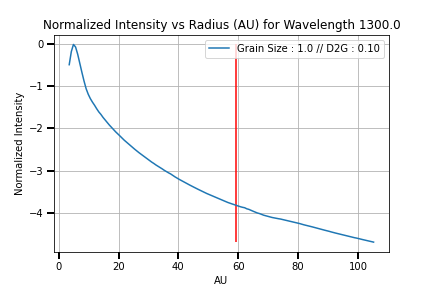 Normalized Intensity vs Radius (AU) for Wavelength 1300.0
Grain Size : 1.0 // D2G : 0.10
Normalized Intensity
0
−1
−2
−3
−4
0 20 40 60 80 100
AU